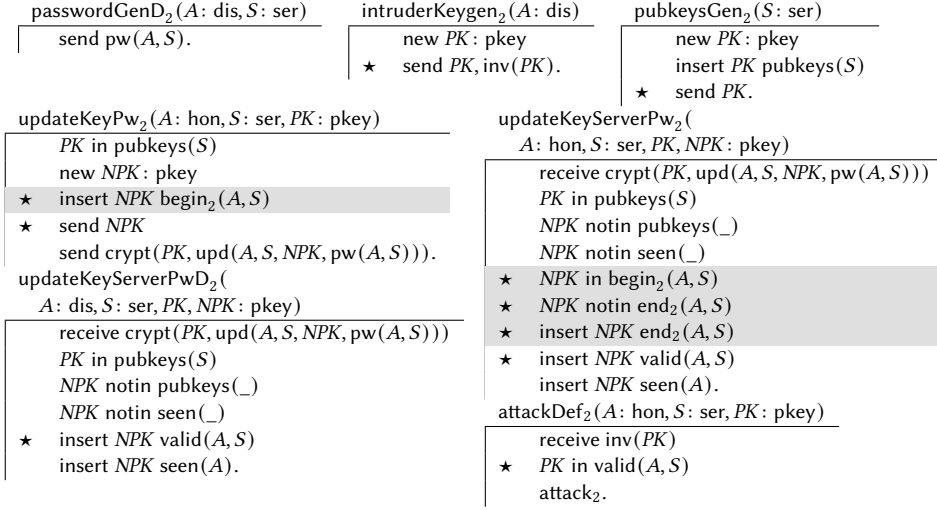 passwordGenD₂(A: dis, S: ser)
send pw(A, S).
intruderKeygen₂(A: dis)
new PK: pkey
★ send PK, inv(PK).
pubkeysGen₂(S: ser)
new PK: pkey
insert PK pubkeys(S)
★ send PK.
updateKeyPw₂(A: hon, S: ser, PK: pkey)
PK in pubkeys(S)
new NPK: pkey
★ insert NPK begin₂(A, S)
★ send NPK
send crypt(PK, upd(A, S, NPK, pw(A, S))).
updateKeyServerPwD₂(
A: dis, S: ser, PK, NPK: pkey)
receive crypt(PK, upd(A, S, NPK, pw(A, S)))
PK in pubkeys(S)
NPK notin pubkeys(_)
NPK notin seen(_)
★ insert NPK valid(A, S)
insert NPK seen(A).
updateKeyServerPw₂(
A: hon, S: ser, PK, NPK: pkey)
receive crypt(PK, upd(A, S, NPK, pw(A, S)))
PK in pubkeys(S)
NPK notin pubkeys(_)
NPK notin seen(_)
★ NPK in begin₂(A, S)
★ NPK notin end₂(A, S)
★ insert NPK end₂(A, S)
★ insert NPK valid(A, S)
insert NPK seen(A).
attackDef₂(A: hon, S: ser, PK: pkey)
receive inv(PK)
★ PK in valid(A, S)
attack₂.